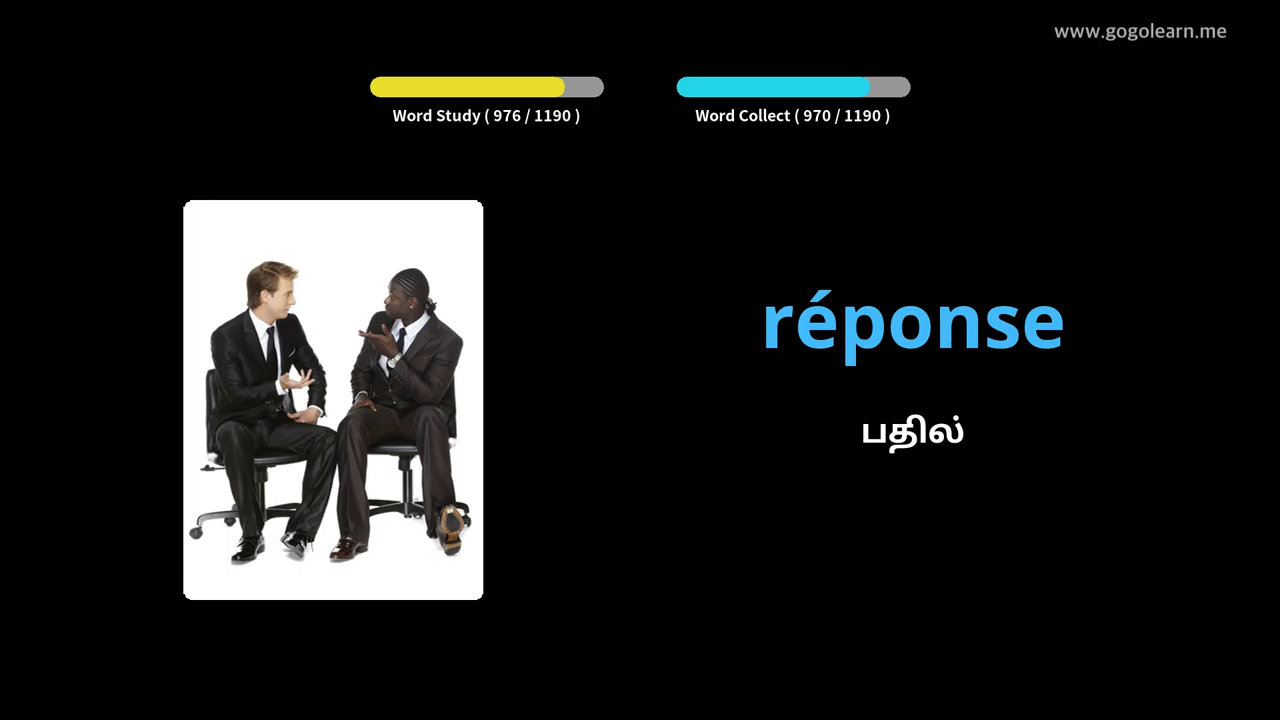 www.gogolearn.me
Word Study ( 976 / 1190 )
Word Collect ( 970 / 1190 )
réponse
பதில்